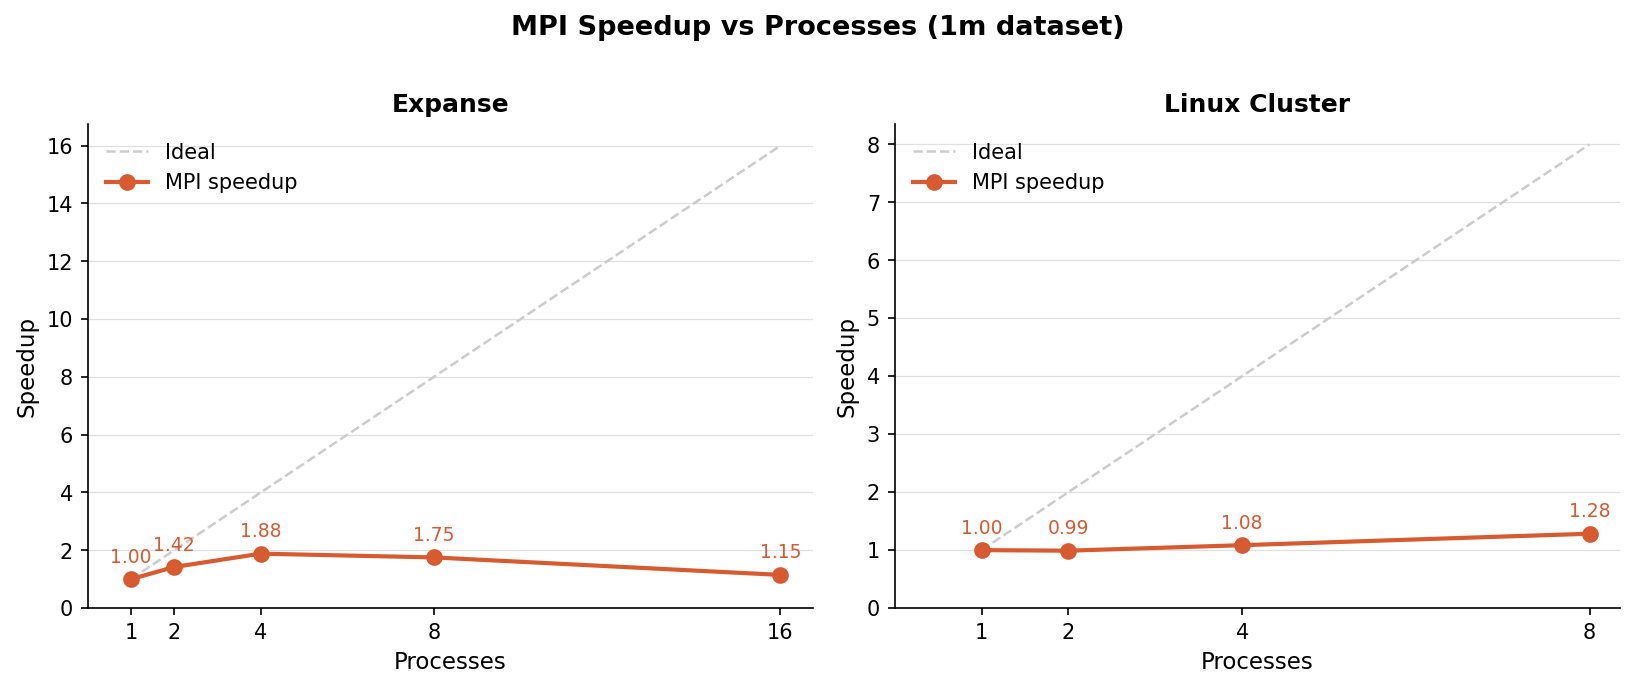 MPI Speedup vs Processes (1m dataset)
Expanse
Ideal
MPI speedup
Speedup
16
14
12
10
8
6
4
2
0
1.00
1.42
1.88
1.75
1.15
1 2 4 8 16
Processes
Linux Cluster
Ideal
MPI speedup
Speedup
8
7
6
5
4
3
2
1
0
1.00
0.99
1.08
1.28
1 2 4 8
Processes